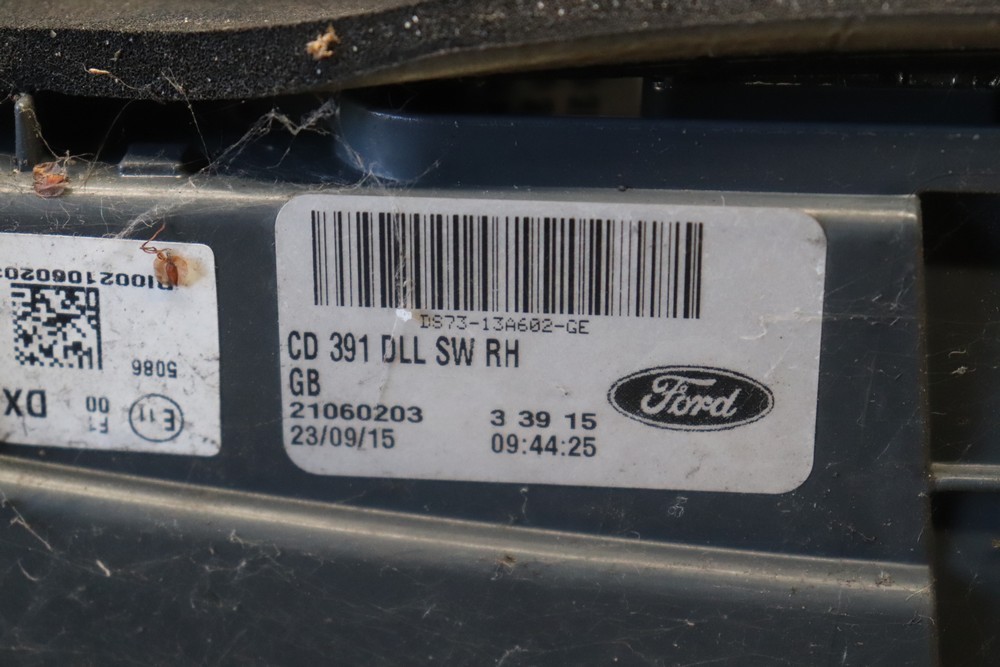 DS73-13A602-GE
CD 391 DLL SW RH
GB
21060203 3 39 15
23/09/15 09:44:25
Ford
5086
F1
00
E11
DX